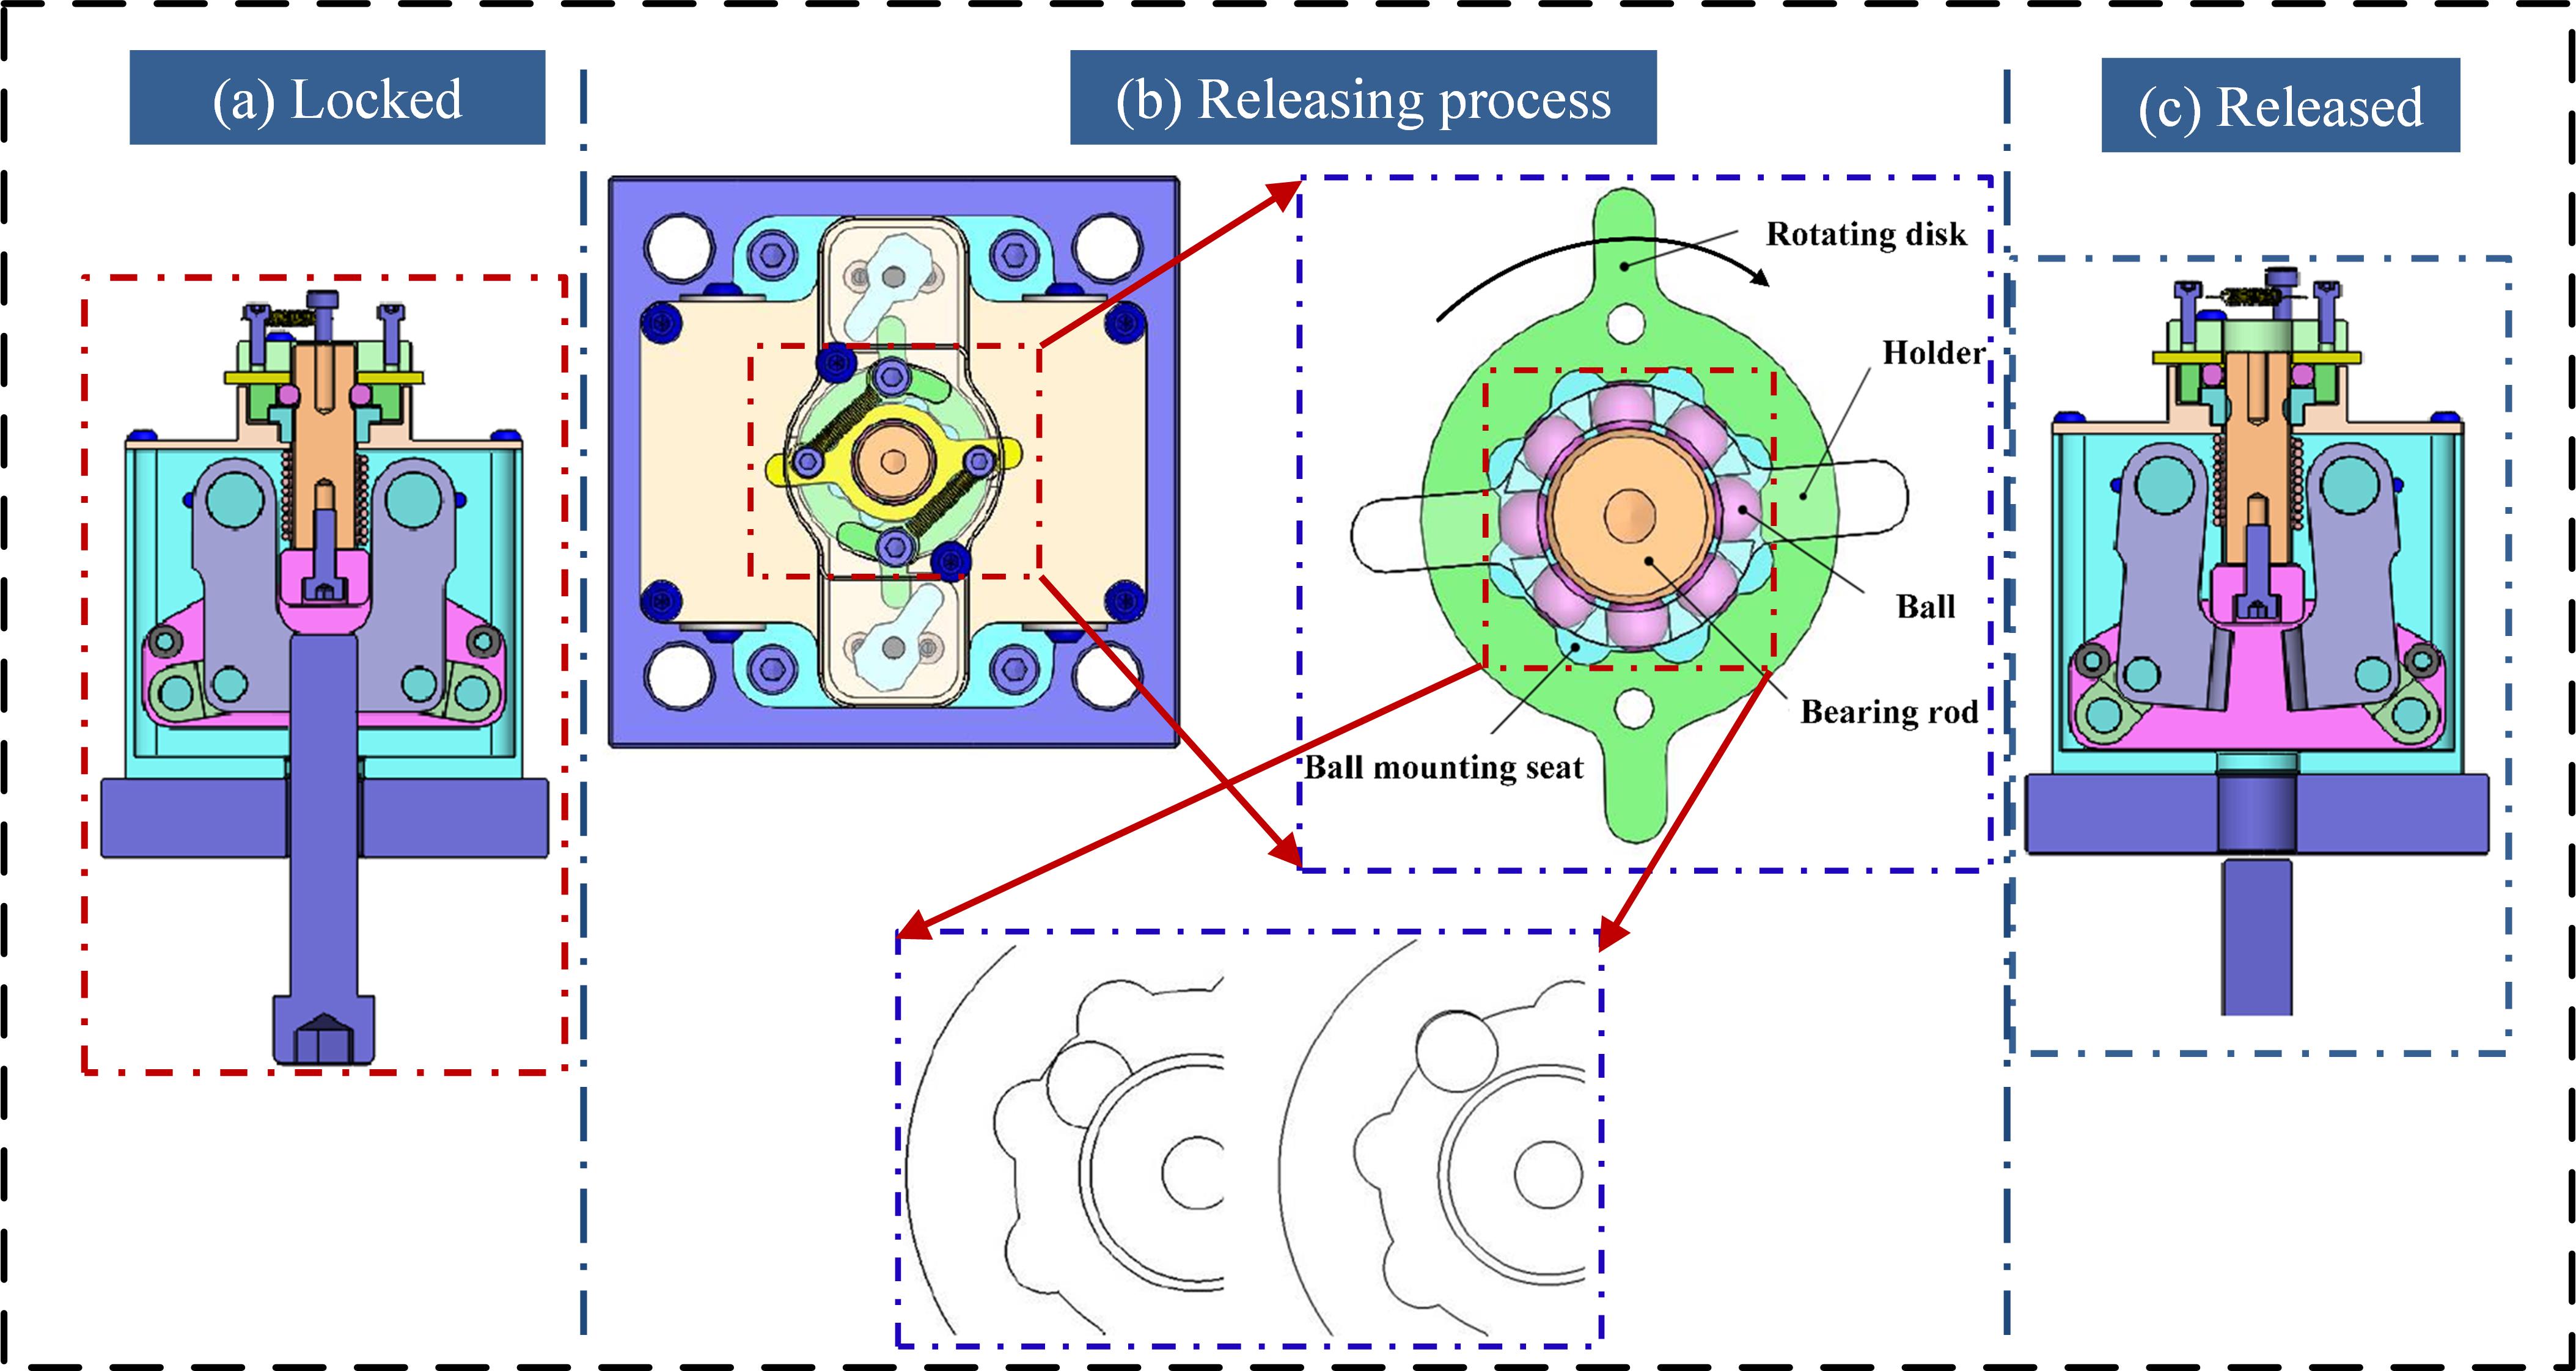 (a) Locked
(b) Releasing process
(c) Released
Rotating disk
Holder
Ball
Bearing rod
Ball mounting seat